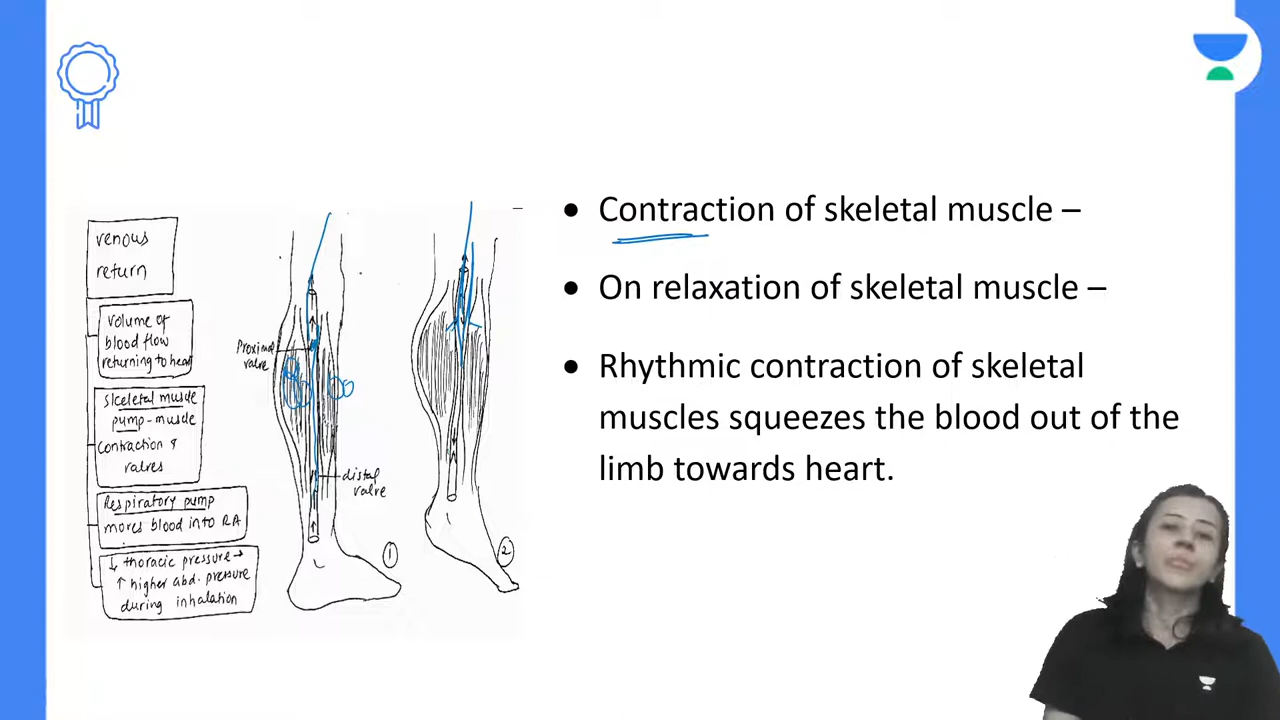 venous
return
volume of
blood flow
returning to heart
Skeletal muscle
pump - muscle
contraction &
valves
Respiratory pump
moves blood into RA
↓ thoracic pressure →
↑ higher abd. pressure
during inhalation
Proximal
valve
distal
valve
1
2
• Contraction of skeletal muscle –
• On relaxation of skeletal muscle –
• Rhythmic contraction of skeletal
muscles squeezes the blood out of the
limb towards heart.